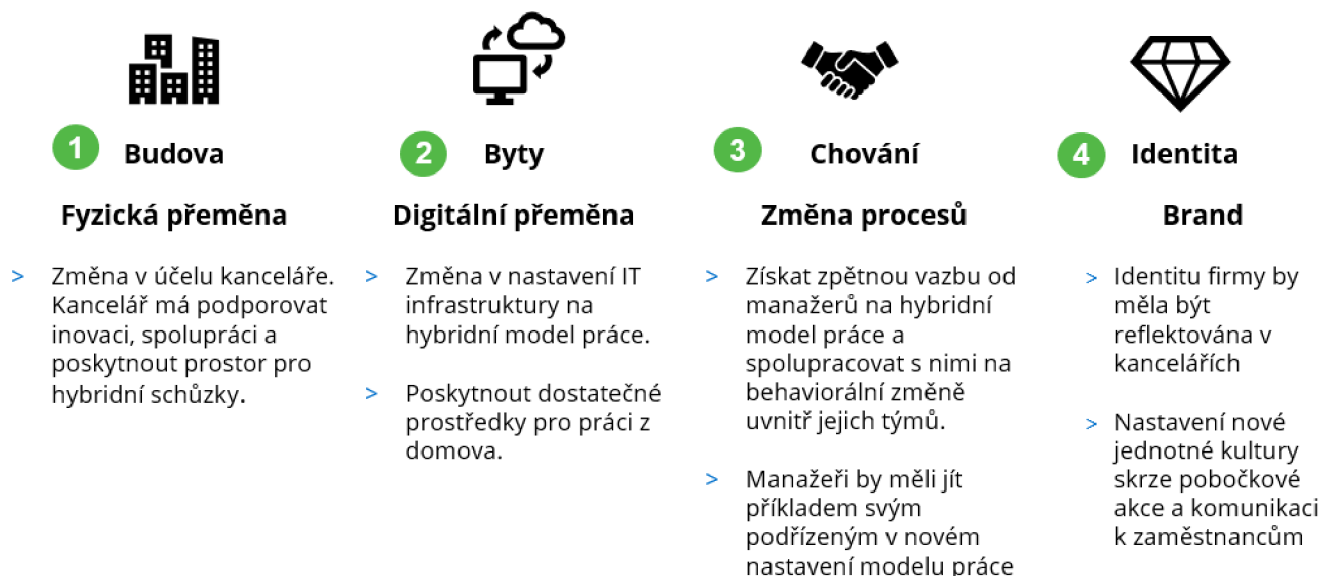 1
Budova
Fyzická přeměna
> Změna v účelu kanceláře.
Kancelář má podporovat
inovaci, spolupráci a
poskytnout prostor pro
hybridní schůzky.
2
Byty
Digitální přeměna
> Změna v nastavení IT
infrastruktury na
hybridní model práce.
> Poskytnout dostatečné
prostředky pro práci z
domova.
3
Chování
Změna procesů
> Získat zpětnou vazbu od
manažerů na hybridní
model práce a
spolupracovat s nimi na
behaviorální změně
uvnitř jejich týmů.
> Manažeři by měli jít
příkladem svým
podřízeným v novém
nastavení modelu práce
4
Identita
Brand
> Identitu firmy by
měla být
reflektována v
kancelářích
> Nastavení nové
jednotné kultury
skrze pobočkové
akce a komunikaci
k zaměstnancům